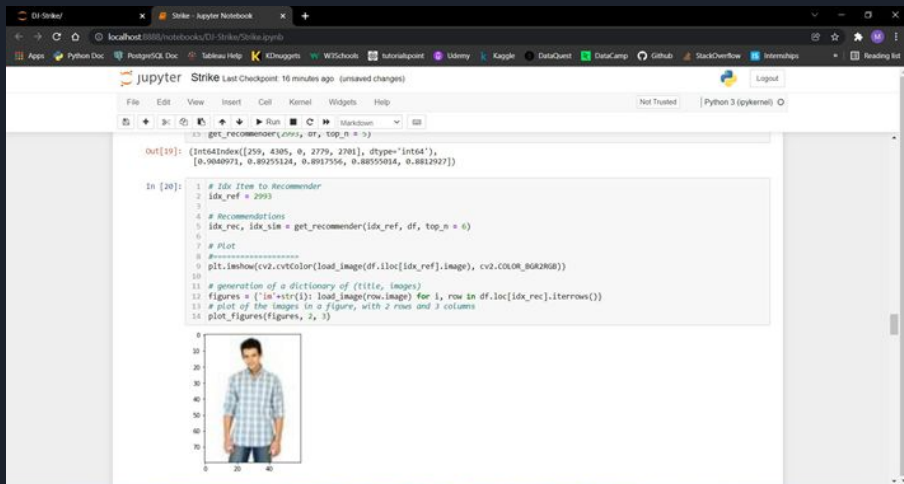 DJ-Strike/
Strike - Jupyter Notebook
localhost:8888/notebooks/DJ-Strike/Strike.ipynb
Apps Python Doc PostgreSQL Doc Tableau Help KDnuggets W3Schools tutorialspoint Udemy Kaggle DataQuest DataCamp Github StackOverflow Internships Reading list
jupyter Strike Last Checkpoint: 16 minutes ago (unsaved changes) Logout
File Edit View Insert Cell Kernel Widgets Help Not Trusted Python 3 (ipykernel)
Run Markdown
15 get_recommender(2993, df, top_n = 5)
Out[19]: (Int64Index([259, 4305, 0, 2779, 2701], dtype='int64'),
[0.9040971, 0.89255124, 0.8917556, 0.88555014, 0.8812927])
In [20]: 1 # Idx Item to Recommender
2 idx_ref = 2993
3
4 # Recommendations
5 idx_rec, idx_sim = get_recommender(idx_ref, df, top_n = 6)
6
7 # Plot
8 #===================
9 plt.imshow(cv2.cvtColor(load_image(df.iloc[idx_ref].image), cv2.COLOR_BGR2RGB))
10
11 # generation of a dictionary of (title, images)
12 figures = {'im'+str(i): load_image(row.image) for i, row in df.loc[idx_rec].iterrows()}
13 # plot of the images in a figure, with 2 rows and 3 columns
14 plot_figures(figures, 2, 3)
0
10
20
30
40
50
60
70
0 20 40